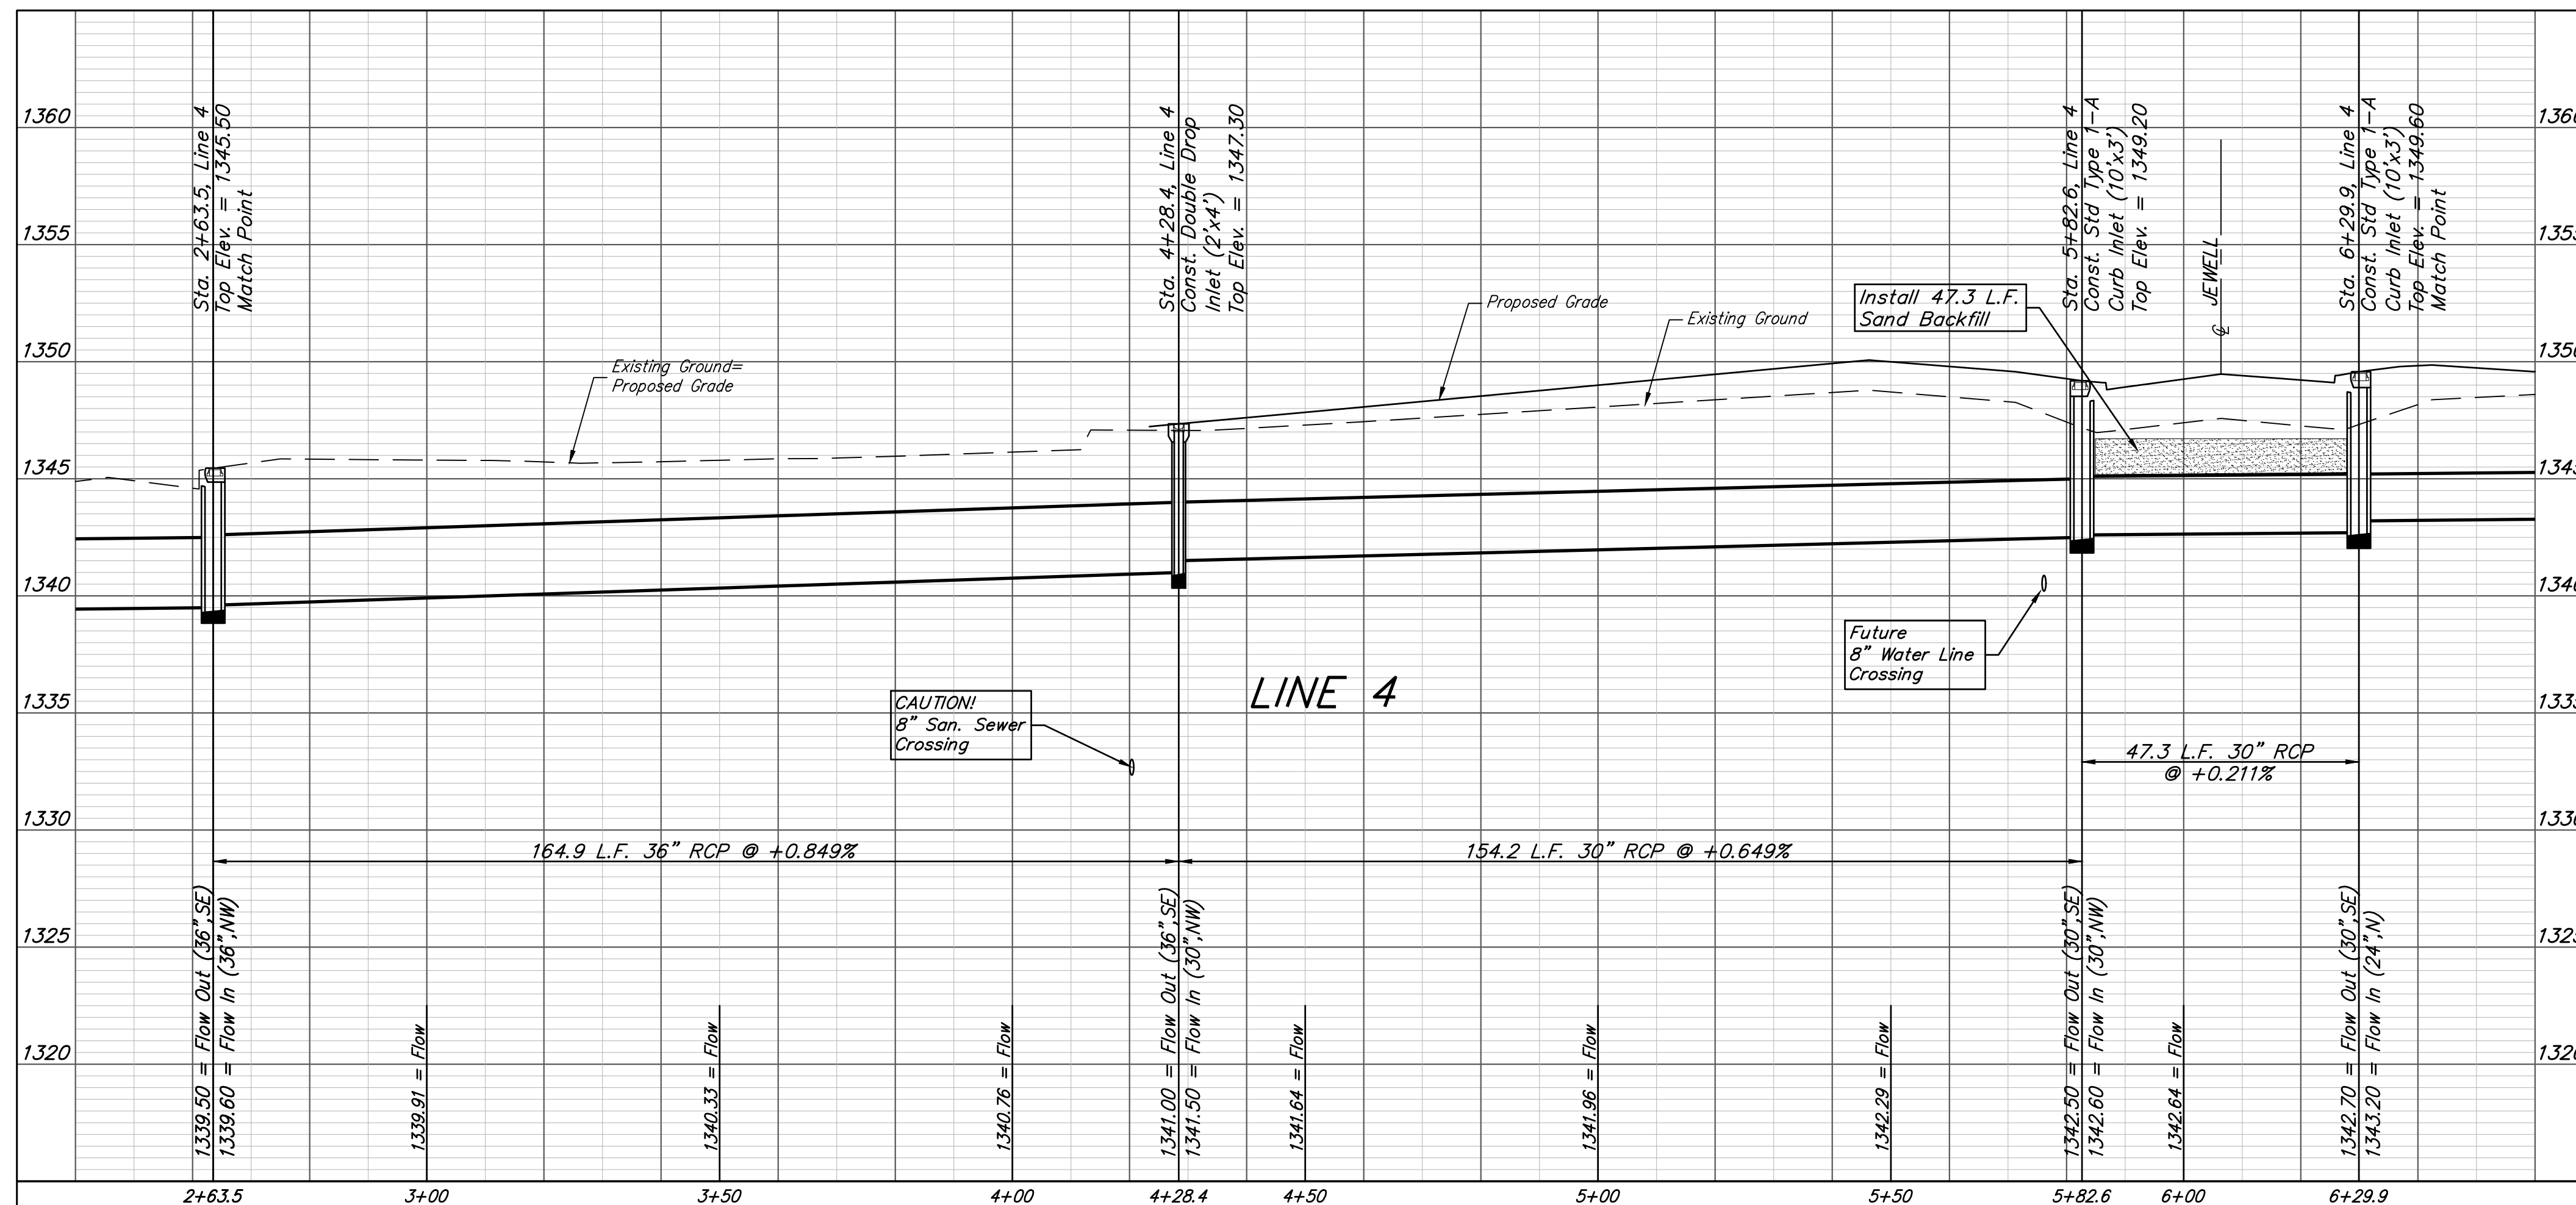 Sta. 2+63.5, Line 4
Top Elev. = 1345.50
Match Point
Sta. 4+28.4, Line 4
Const. Double Drop
Inlet (2'x4')
Top Elev. = 1347.30
Sta. 5+82.6, Line 4
Const. Std Type 1-A
Curb Inlet (10'x3')
Top Elev. = 1349.20
℄ JEWELL
Sta. 6+29.9, Line 4
Const. Std Type 1-A
Curb Inlet (10'x3')
Top Elev. = 1349.60
Match Point
1360
1355
1350
1345
1340
1335
1330
1325
1320
Existing Ground=
Proposed Grade
Proposed Grade
Existing Ground
Install 47.3 L.F.
Sand Backfill
Future
8" Water Line
Crossing
CAUTION!
8" San. Sewer
Crossing
LINE 4
47.3 L.F. 30" RCP
@ +0.211%
164.9 L.F. 36" RCP @ +0.849%
154.2 L.F. 30" RCP @ +0.649%
1339.50 = Flow Out (36",SE)
1339.60 = Flow In (36",NW)
1339.91 = Flow
1340.33 = Flow
1340.76 = Flow
1341.00 = Flow Out (36",SE)
1341.50 = Flow In (30",NW)
1341.64 = Flow
1341.96 = Flow
1342.29 = Flow
1342.50 = Flow Out (30",SE)
1342.60 = Flow In (30",NW)
1342.64 = Flow
1342.70 = Flow Out (30",SE)
1343.20 = Flow In (24",N)
2+63.5
3+00
3+50
4+00
4+28.4
4+50
5+00
5+50
5+82.6
6+00
6+29.9